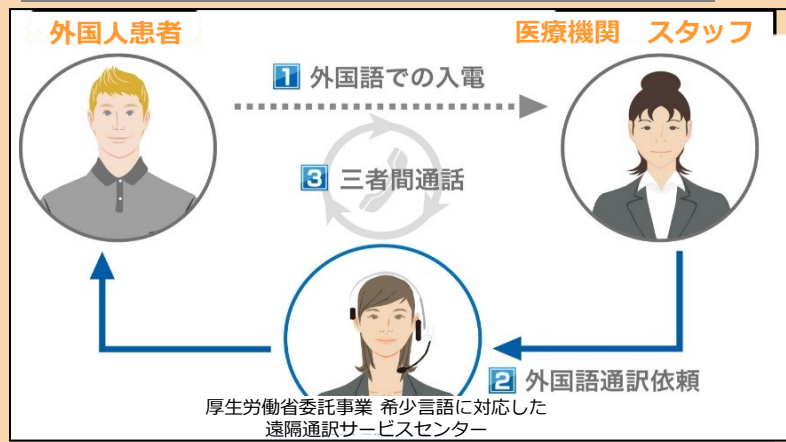 外国人患者
医療機関　スタッフ
1 外国語での入電
3 三者間通話
2 外国語通訳依頼
厚生労働省委託事業 希少言語に対応した
遠隔通訳サービスセンター